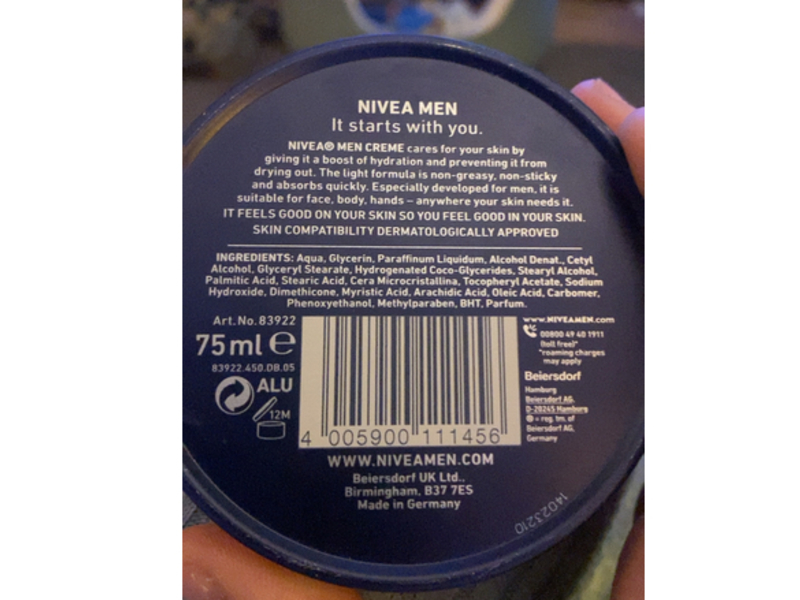 NIVEA MEN
It starts with you.
NIVEA® MEN CREME cares for your skin by
giving it a boost of hydration and preventing it from
drying out. The light formula is non-greasy, non-sticky
and absorbs quickly. Especially developed for men, it is
suitable for face, body, hands – anywhere your skin needs it.
IT FEELS GOOD ON YOUR SKIN SO YOU FEEL GOOD IN YOUR SKIN.
SKIN COMPATIBILITY DERMATOLOGICALLY APPROVED
INGREDIENTS: Aqua, Glycerin, Paraffinum Liquidum, Alcohol Denat., Cetyl
Alcohol, Glyceryl Stearate, Hydrogenated Coco-Glycerides, Stearyl Alcohol,
Palmitic Acid, Stearic Acid, Cera Microcristallina, Tocopheryl Acetate, Sodium
Hydroxide, Dimethicone, Myristic Acid, Arachidic Acid, Oleic Acid, Carbomer,
Phenoxyethanol, Methylparaben, BHT, Parfum.
Art.No.83922
75ml e
83922.450.DB.05
ALU
12M
4 005900 111456
www.NIVEAMEN.com
00800 49 40 1911
(toll free)*
*roaming charges
may apply
Beiersdorf
Hamburg
Beiersdorf AG,
D-20245 Hamburg
® = reg. tm. of
Beiersdorf AG,
Germany
WWW.NIVEAMEN.COM
Beiersdorf UK Ltd.,
Birmingham, B37 7ES
Made in Germany
14023210